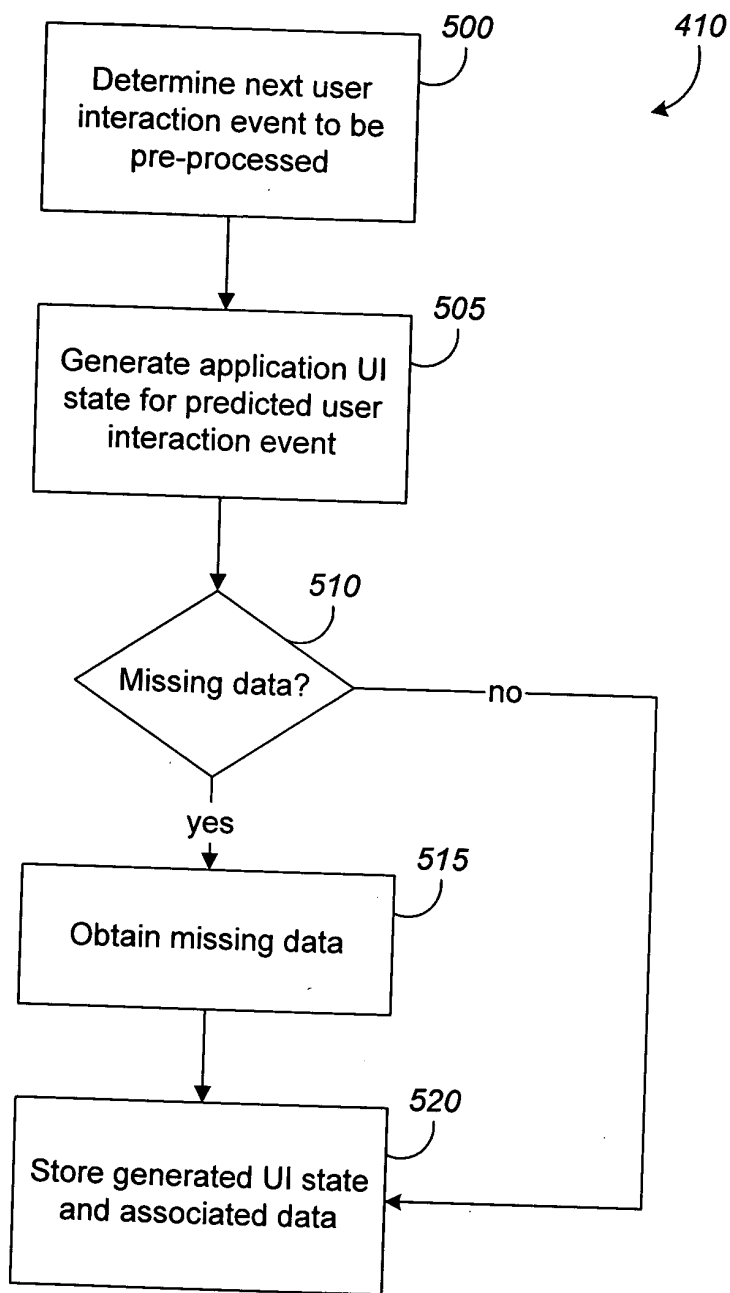 500
410
Determine next user
interaction event to be
pre-processed
505
Generate application UI
state for predicted user
interaction event
510
Missing data?
no
yes
515
Obtain missing data
520
Store generated UI state
and associated data